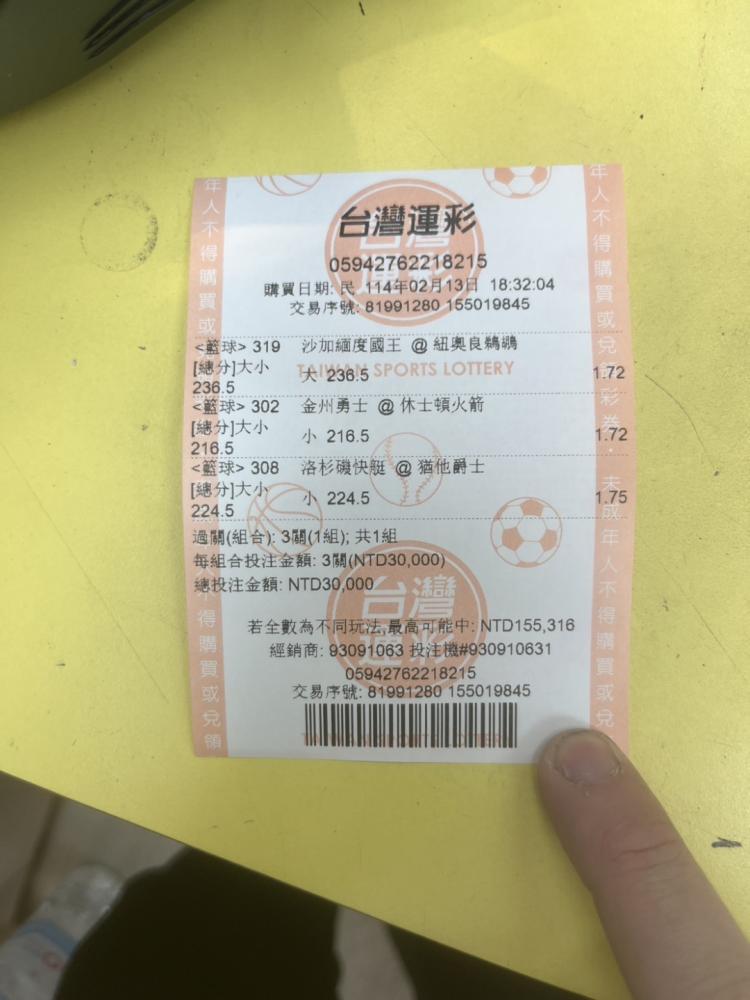 台灣運彩
05942762218215
購買日期: 民 114年02月13日 18:32:04
交易序號: 81991280 155019845
<籃球> 319 沙加緬度國王 @ 紐奧良鵜鶘
[總分]大小 大 236.5 1.72
236.5
TAIWAN SPORTS LOTTERY
<籃球> 302 金州勇士 @ 休士頓火箭
[總分]大小 小 216.5 1.72
216.5
<籃球> 308 洛杉磯快艇 @ 猶他爵士
[總分]大小 小 224.5 1.75
224.5
過關(組合): 3關(1組); 共1組
每組合投注金額: 3關(NTD30,000)
總投注金額: NTD30,000
台灣運彩
若全數為不同玩法,最高可能中: NTD155,316
經銷商: 93091063 投注機#930910631
05942762218215
交易序號: 81991280 155019845
年人不得購買或兌領
年人不得購買或兌領彩券・未成年人不得購買或兌